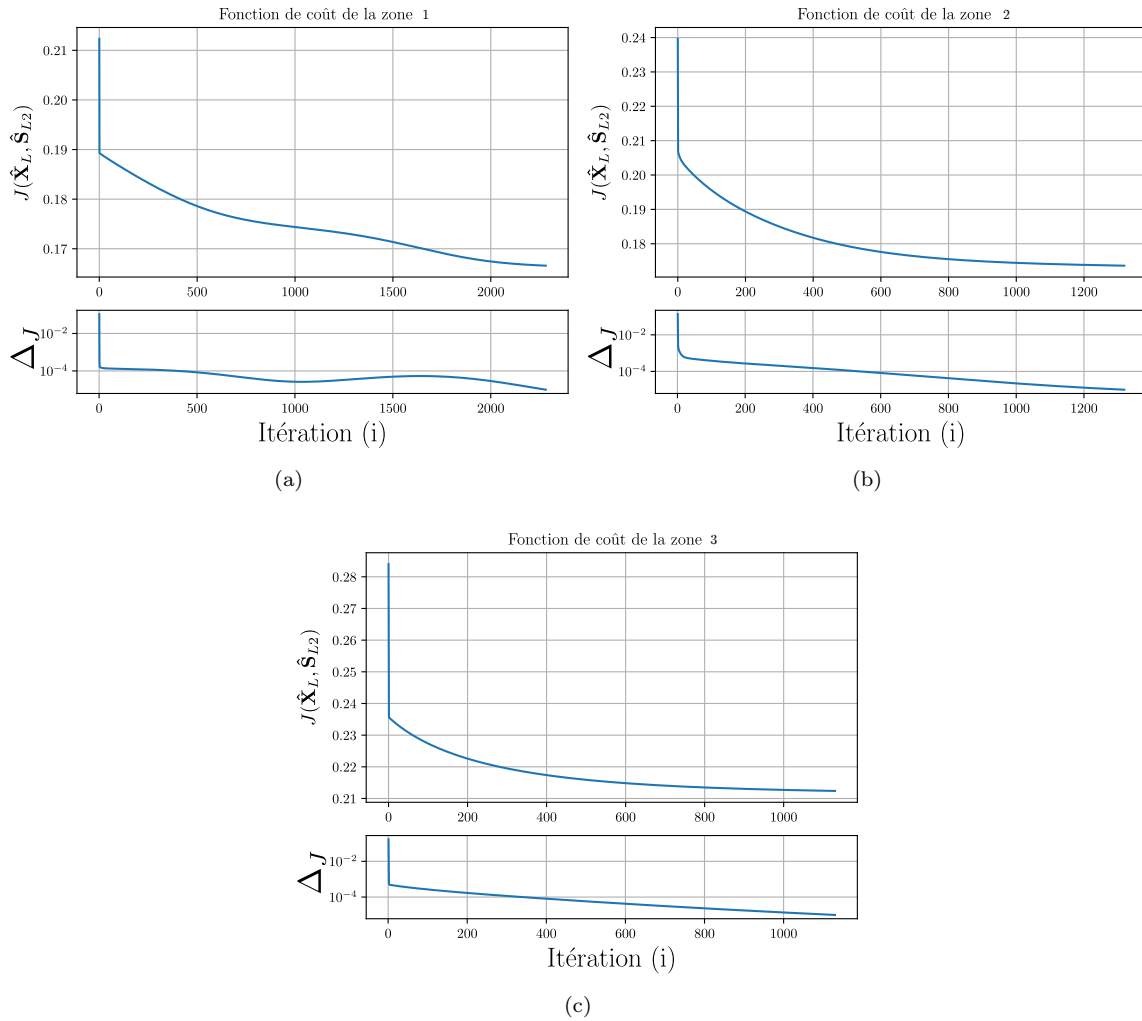 Fonction de coût de la zone 1
J(X̂_L, Ŝ_L2)
0.21
0.20
0.19
0.18
0.17
0 500 1000 1500 2000
Δ_J
10⁻²
10⁻⁴
0 500 1000 1500 2000
Itération (i)
(a)
Fonction de coût de la zone 2
J(X̂_L, Ŝ_L2)
0.24
0.23
0.22
0.21
0.20
0.19
0.18
0 200 400 600 800 1000 1200
Δ_J
10⁻²
10⁻⁴
0 200 400 600 800 1000 1200
Itération (i)
(b)
Fonction de coût de la zone 3
J(X̂_L, Ŝ_L2)
0.28
0.27
0.26
0.25
0.24
0.23
0.22
0.21
0 200 400 600 800 1000
Δ_J
10⁻²
10⁻⁴
0 200 400 600 800 1000
Itération (i)
(c)